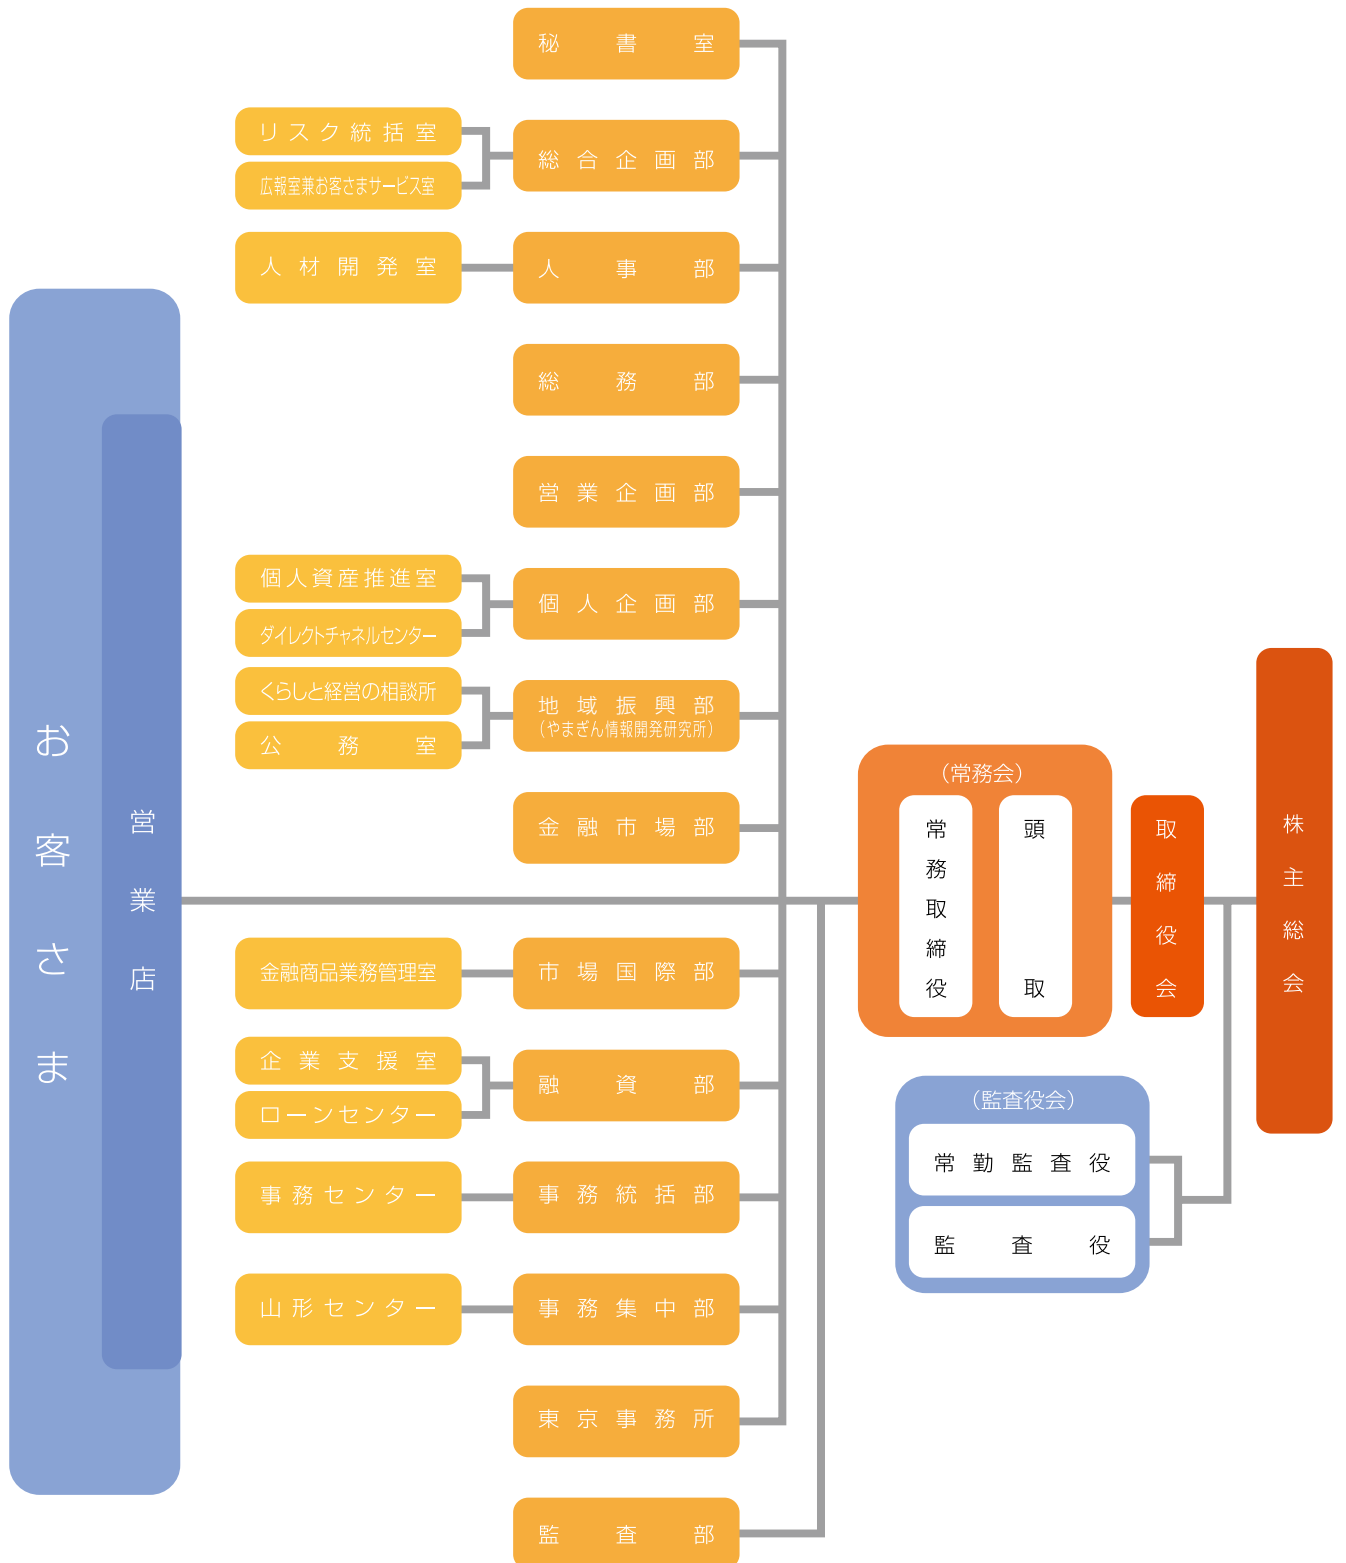 秘書室
総合企画部
リスク統括室
広報室兼お客さまサービス室
人事部
人材開発室
総務部
営業企画部
個人企画部
個人資産推進室
ダイレクトチャネルセンター
地域振興部
（やまぎん情報開発研究所）
くらしと経営の相談所
公務室
金融市場部
市場国際部
金融商品業務管理室
融資部
企業支援室
ローンセンター
事務統括部
事務センター
事務集中部
山形センター
東京事務所
監査部
お客さま
営業店
（常務会）
常務取締役
頭取
取締役会
株主総会
（監査役会）
常勤監査役
監査役